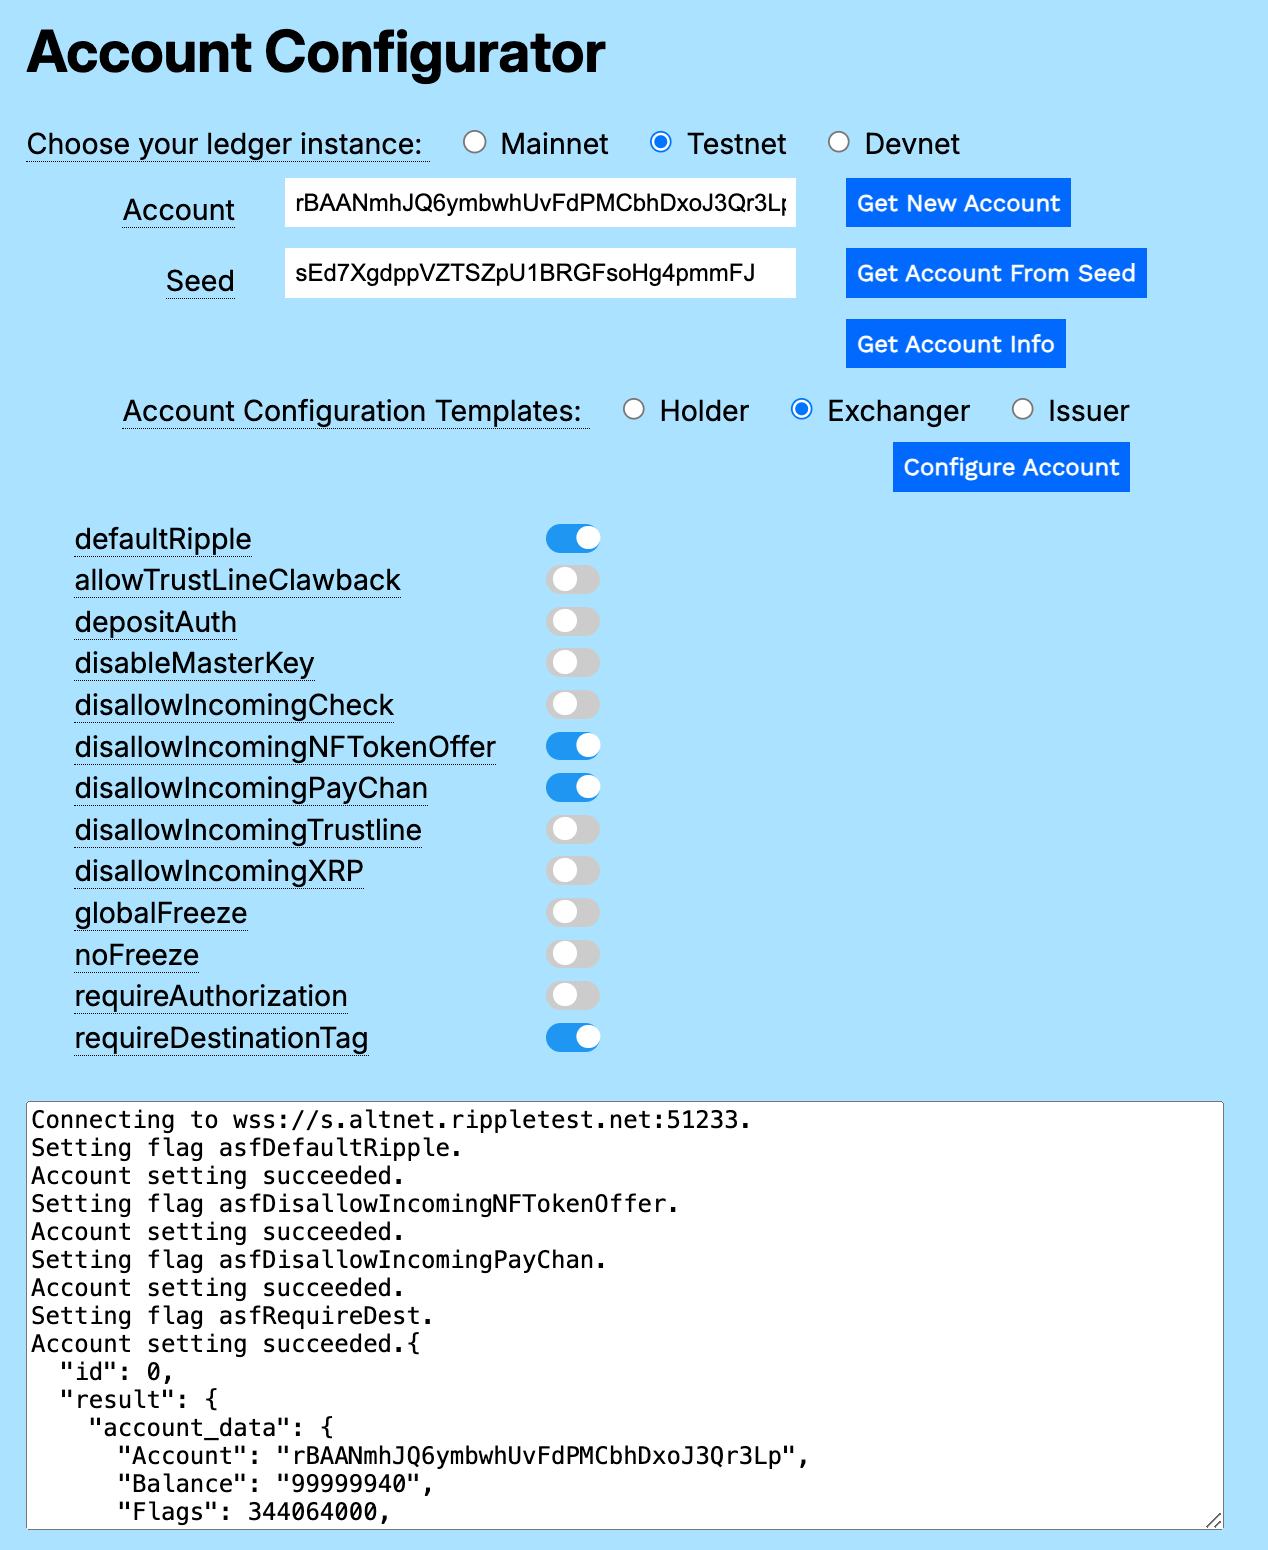 Account Configurator
Choose your ledger instance: Mainnet Testnet Devnet
Account rBAANmhJQ6ymbwhUvFdPMCbhDxoJ3Qr3Lp Get New Account
Seed sEd7XgdppVZTSZpU1BRGFsoHg4pmmFJ Get Account From Seed
Get Account Info
Account Configuration Templates: Holder Exchanger Issuer
Configure Account
defaultRipple
allowTrustLineClawback
depositAuth
disableMasterKey
disallowIncomingCheck
disallowIncomingNFTokenOffer
disallowIncomingPayChan
disallowIncomingTrustline
disallowIncomingXRP
globalFreeze
noFreeze
requireAuthorization
requireDestinationTag
Connecting to wss://s.altnet.rippletest.net:51233.
Setting flag asfDefaultRipple.
Account setting succeeded.
Setting flag asfDisallowIncomingNFTokenOffer.
Account setting succeeded.
Setting flag asfDisallowIncomingPayChan.
Account setting succeeded.
Setting flag asfRequireDest.
Account setting succeeded.{
"id": 0,
"result": {
"account_data": {
"Account": "rBAANmhJQ6ymbwhUvFdPMCbhDxoJ3Qr3Lp",
"Balance": "99999940",
"Flags": 344064000,